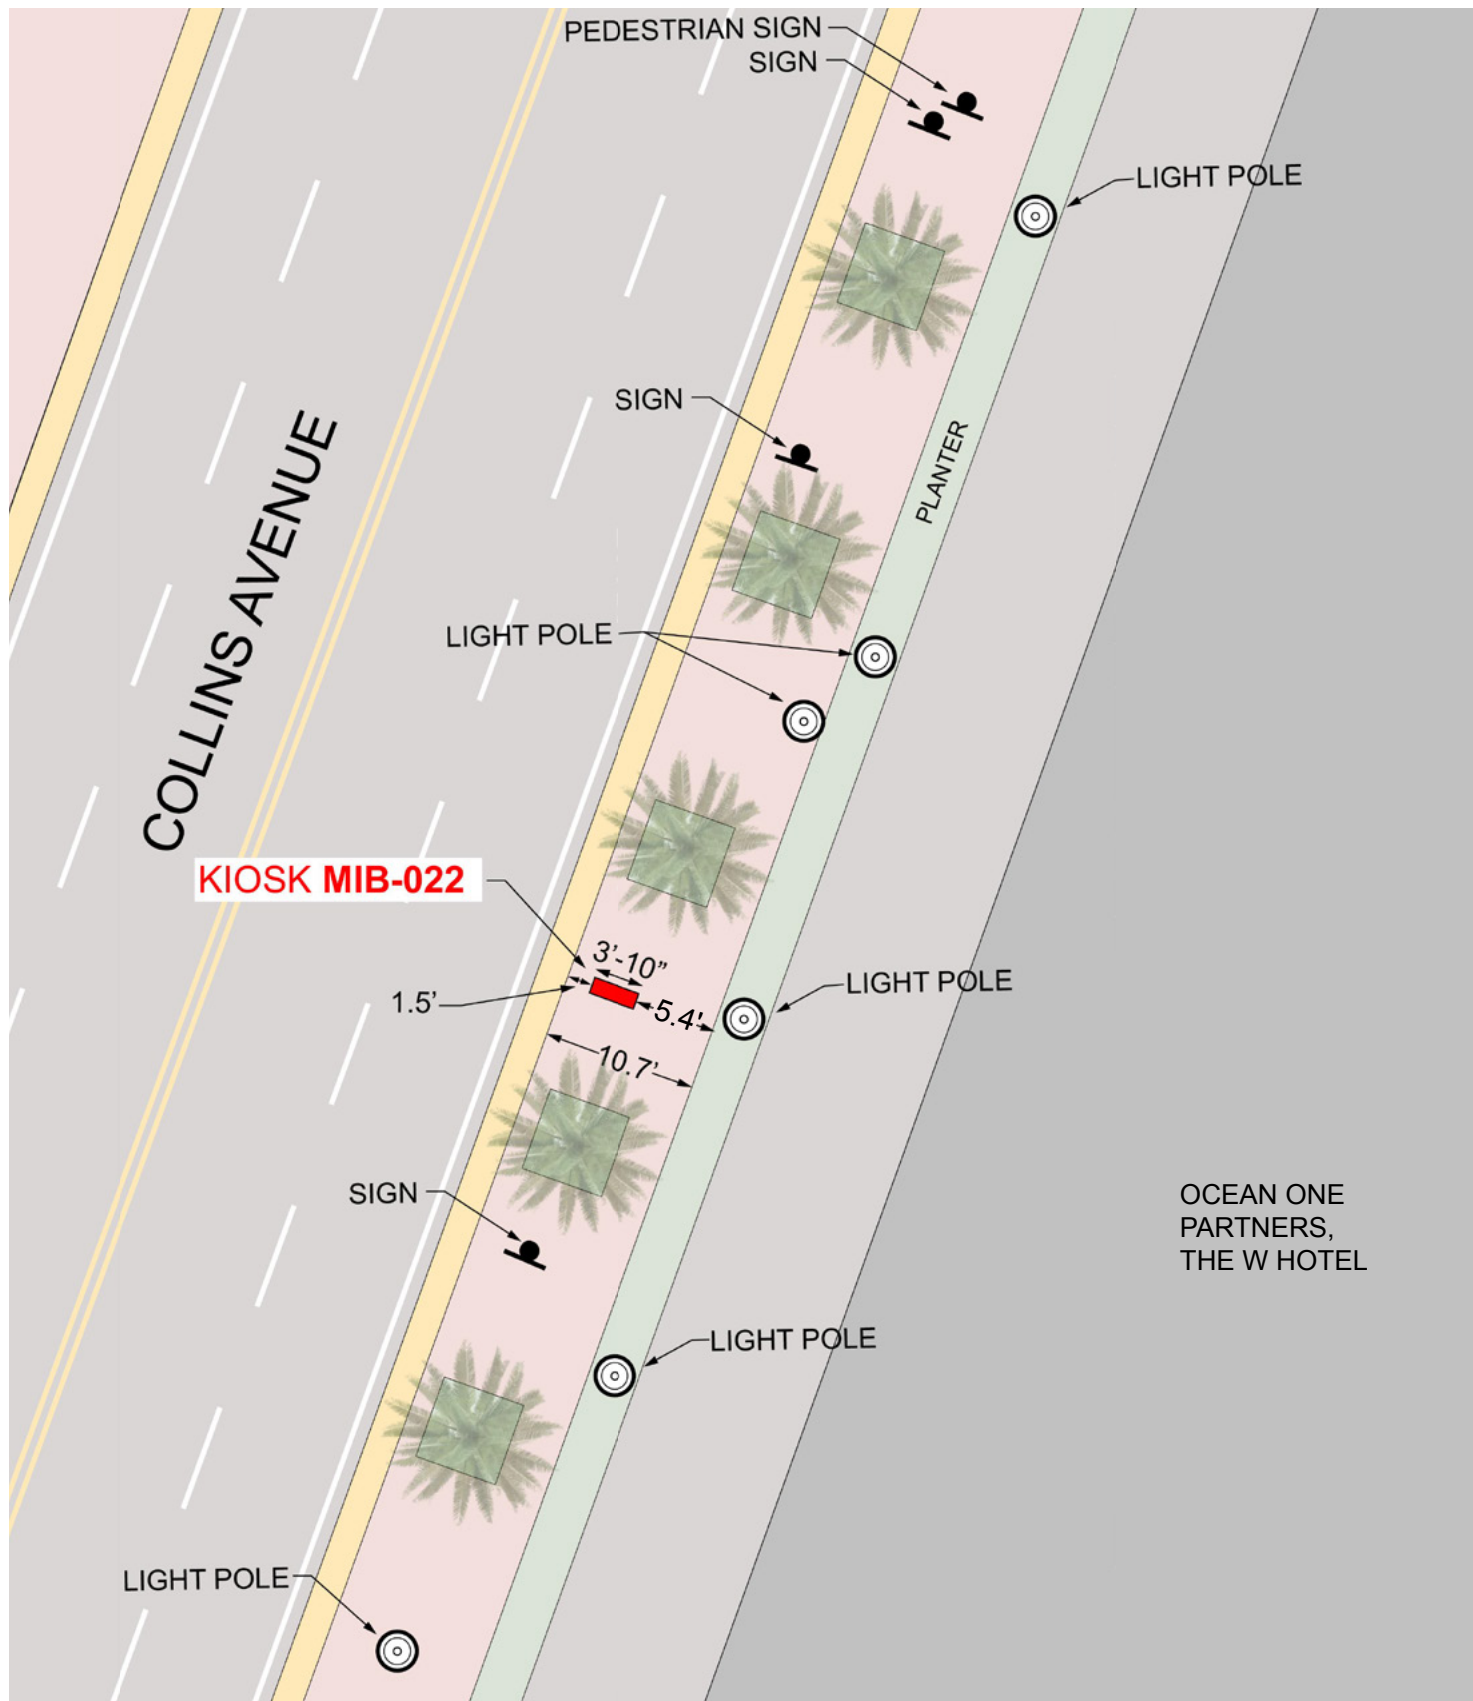 PEDESTRIAN SIGN
SIGN
LIGHT POLE
SIGN
PLANTER
COLLINS AVENUE
LIGHT POLE
KIOSK MIB-022
3'-10”
1.5’
5.4'
LIGHT POLE
10.7’
SIGN
OCEAN ONE
PARTNERS,
THE W HOTEL
LIGHT POLE
LIGHT POLE